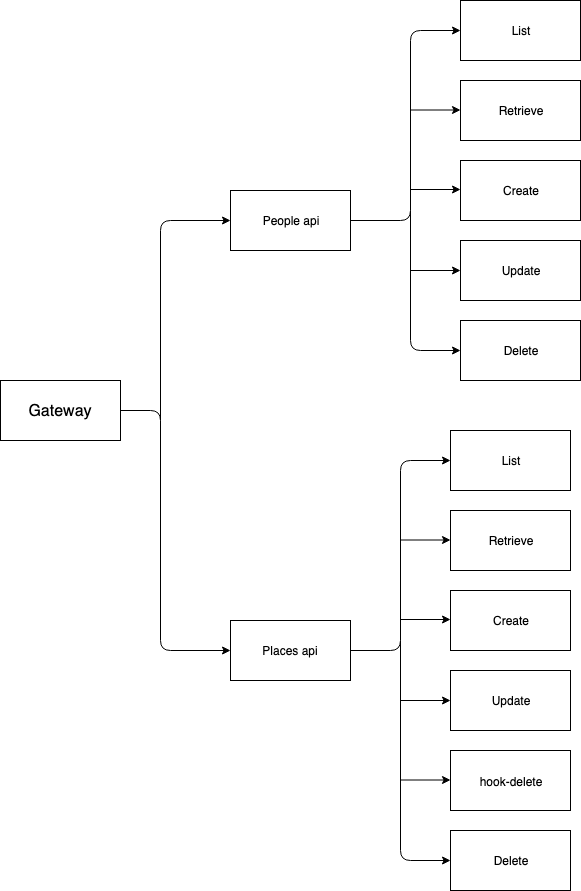 List
Retrieve
Create
People api
Update
Delete
Gateway
List
Retrieve
Create
Places api
Update
hook-delete
Delete